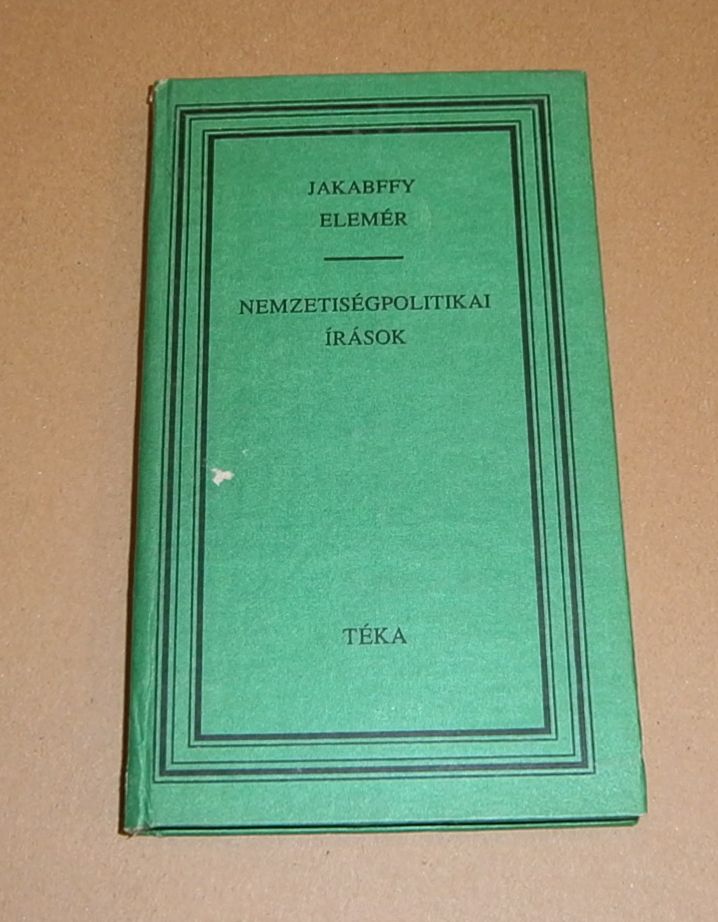 JAKABFFY
ELEMÉR
NEMZETISÉGPOLITIKAI
ÍRÁSOK
TÉKA